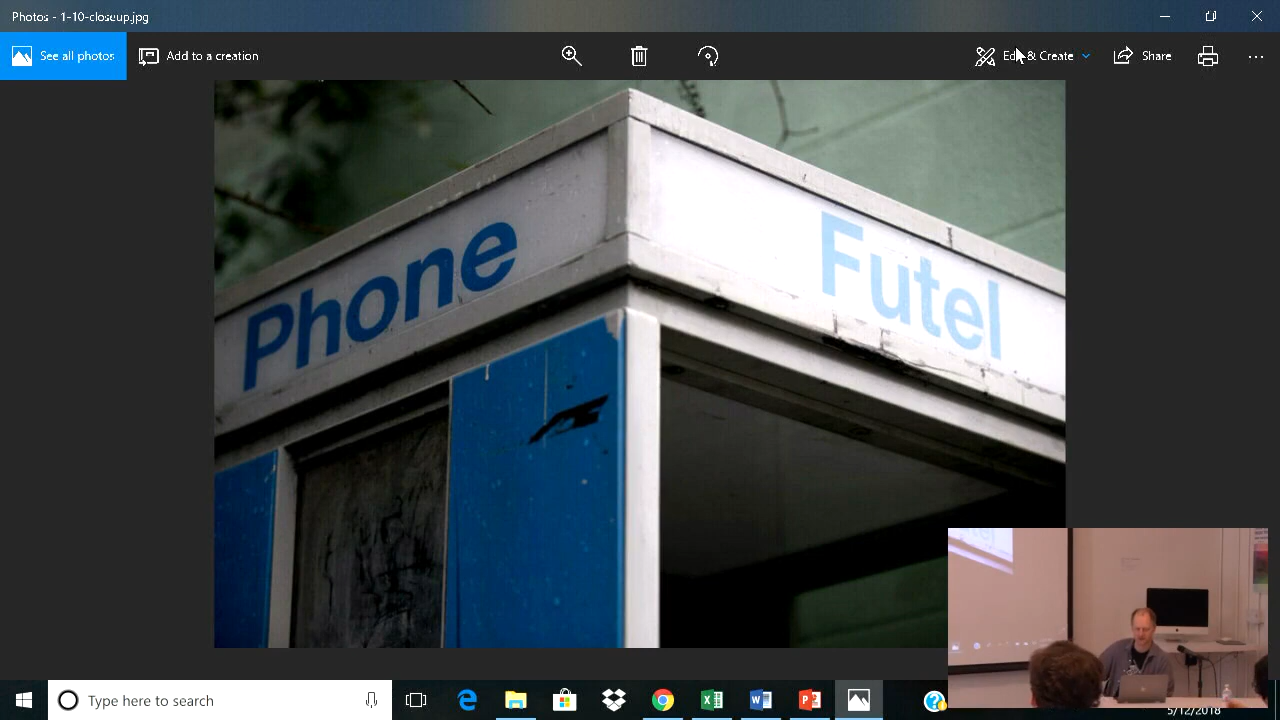 Photos - 1-10-closeup.jpg
See all photos
Add to a creation
Edit & Create
Share
Phone
Futel
Type here to search
5/12/2018